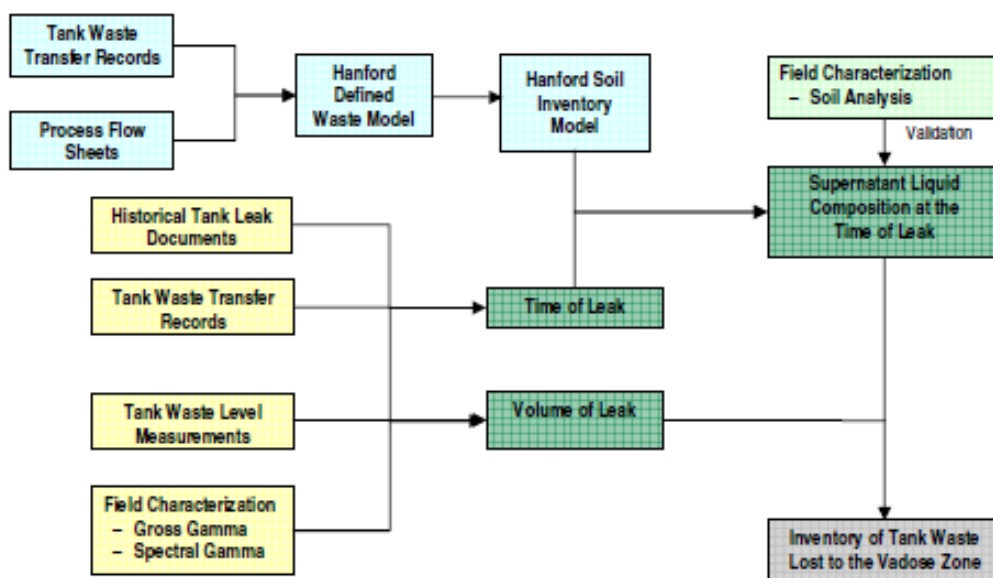 Tank Waste
Transfer Records
Process Flow
Sheets
Hanford
Defined
Waste Model
Hanford Soil
Inventory
Model
Field Characterization
– Soil Analysis
Validation
Supernatant Liquid
Composition at the
Time of Leak
Historical Tank Leak
Documents
Tank Waste Transfer
Records
Time of Leak
Tank Waste Level
Measurements
Volume of Leak
Field Characterization
– Gross Gamma
– Spectral Gamma
Inventory of Tank Waste
Lost to the Vadose Zone